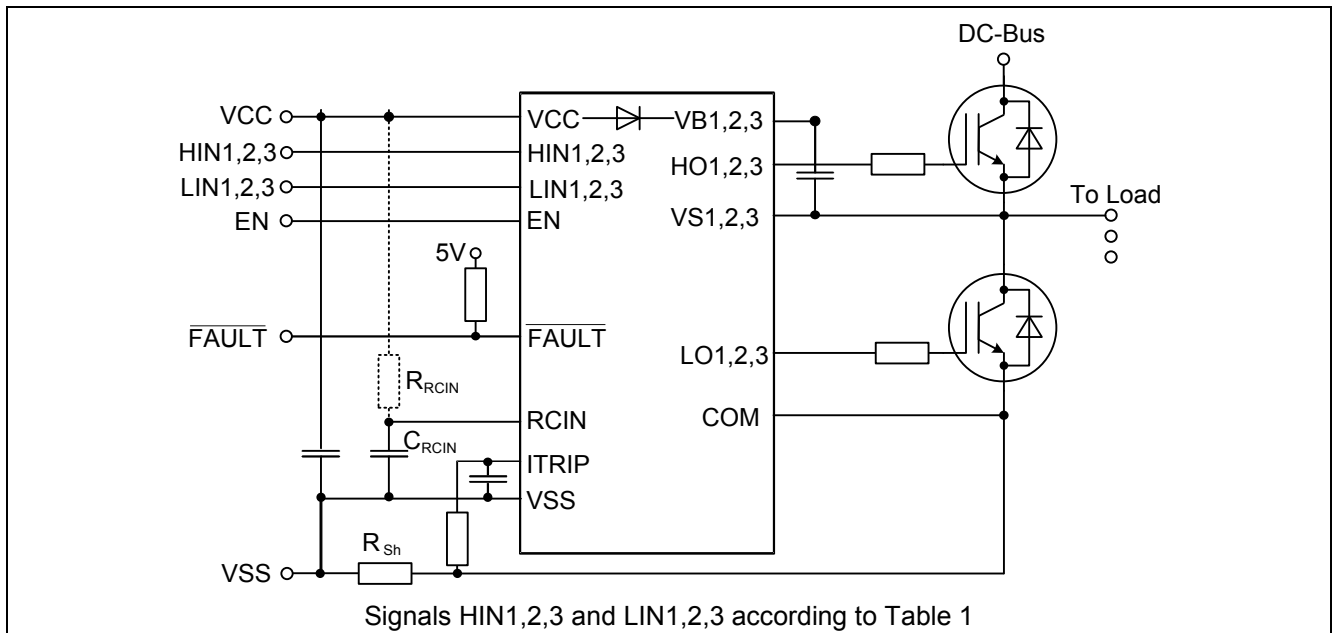 DC-Bus
VCC
VCC
VB1,2,3
HIN1,2,3
HIN1,2,3
HO1,2,3
LIN1,2,3
LIN1,2,3
To Load
EN
EN
VS1,2,3
5V
FAULT
FAULT
LO1,2,3
RRCIN
RCIN
COM
CRCIN
ITRIP
VSS
RSh
VSS
Signals HIN1,2,3 and LIN1,2,3 according to Table 1